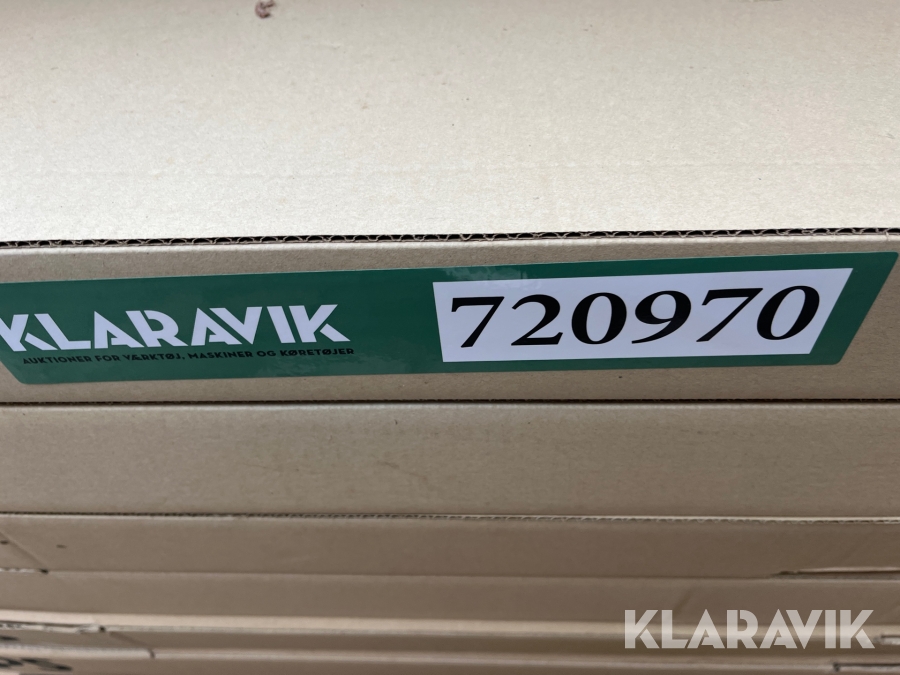 KLARAVIK
AUKTIONER FOR VÆRKTØJ, MASKINER OG KØRETØJER
720970
KLARAVIK